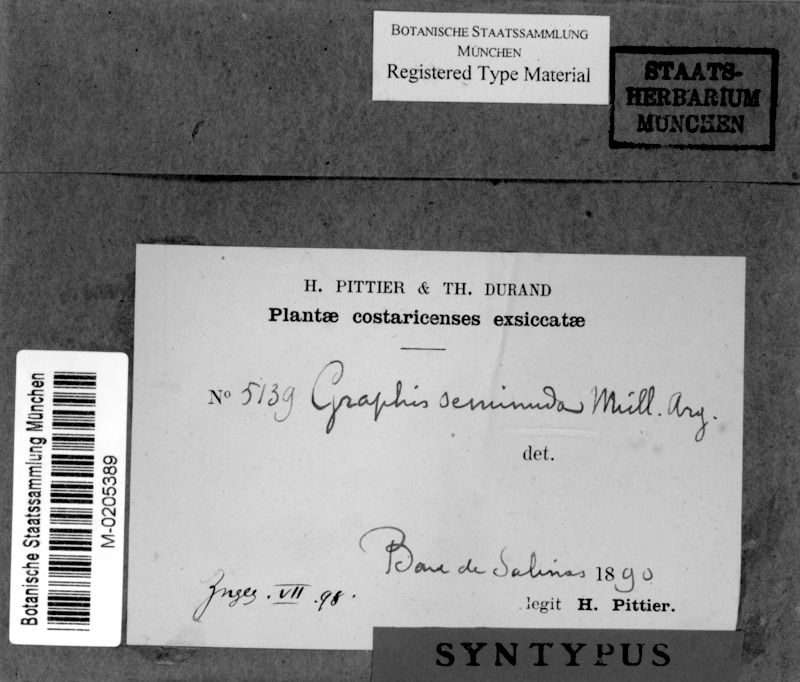 BOTANISCHE STAATSSAMMLUNG
MÜNCHEN
Registered Type Material
STAATS-
HERBARIUM
MÜNCHEN
H. PITTIER & TH. DURAND
Plantæ costaricenses exsiccatæ
Nº 5139 Graphis seminuda Müll. Arg.
det.
de Salinas 1890
VII. 98.
legit H. Pittier.
SYNTYPUS
Botanische Staatssammlung München
M-0205389